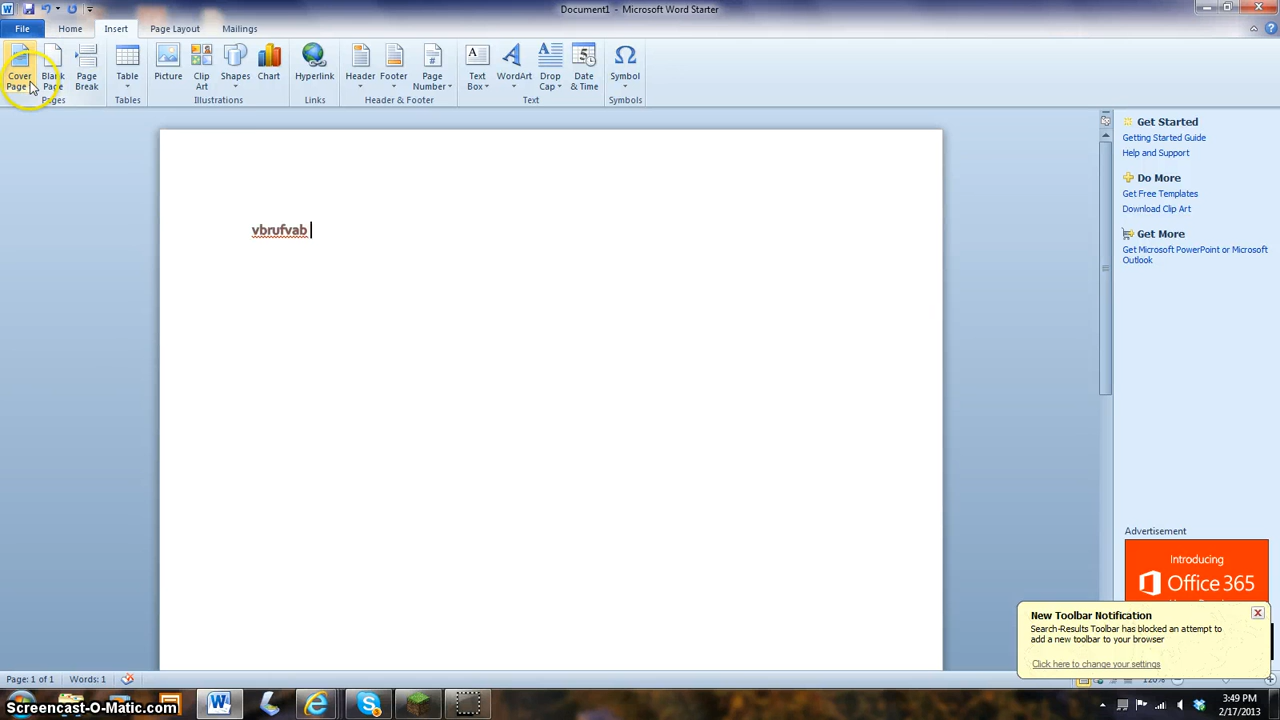 Document1 - Microsoft Word Starter
File Home Insert Page Layout Mailings
Cover Page Blank Page Page Break Table Picture Clip Art Shapes Chart Hyperlink Header Footer Page Number Text Box WordArt Drop Cap Date & Time Symbol
Pages Tables Illustrations Links Header & Footer Text Symbols
vbrufvab
Get Started
Getting Started Guide
Help and Support
Do More
Get Free Templates
Download Clip Art
Get More
Get Microsoft PowerPoint or Microsoft
Outlook
Advertisement
Introducing
Office 365
New Toolbar Notification
Search-Results Toolbar has blocked an attempt to
add a new toolbar to your browser
Click here to change your settings
Page: 1 of 1 Words: 1 120%
Screencast-O-Matic.com
3:49 PM
2/17/2013